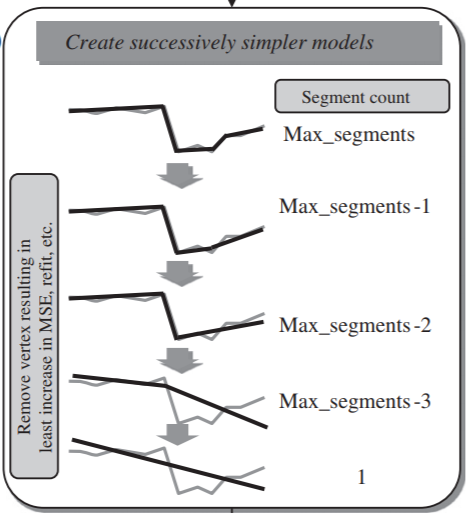 Create successively simpler models
Segment count
Max_segments
Max_segments-1
Max_segments-2
Max_segments-3
1
Remove vertex resulting in
least increase in MSE, refit, etc.